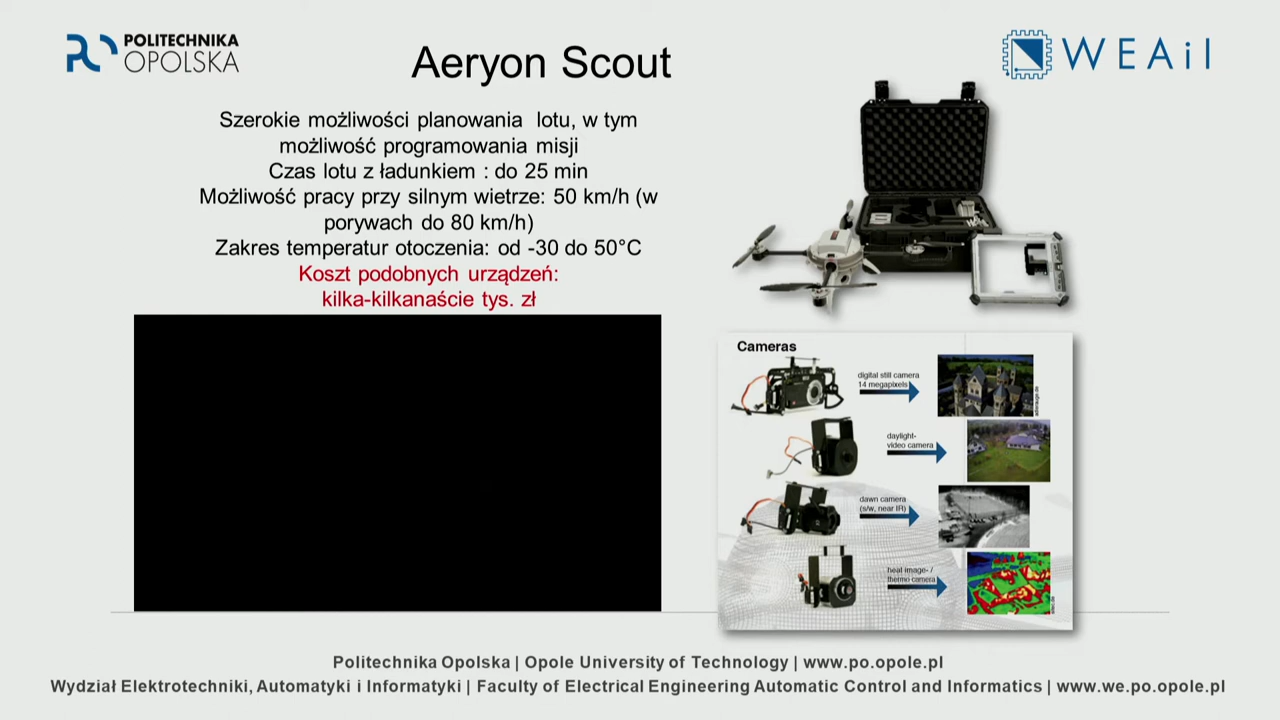 POLITECHNIKA
OPOLSKA
Aeryon Scout
WEAiI
Szerokie możliwości planowania lotu, w tym
możliwość programowania misji
Czas lotu z ładunkiem : do 25 min
Możliwość pracy przy silnym wietrze: 50 km/h (w
porywach do 80 km/h)
Zakres temperatur otoczenia: od -30 do 50°C
Koszt podobnych urządzeń:
kilka-kilkanaście tys. zł
Cameras
digital still camera
14 megapixels
daylight-
video camera
dawn camera
(s/w, near IR)
heat image- /
thermo camera
Politechnika Opolska | Opole University of Technology | www.po.opole.pl
Wydział Elektrotechniki, Automatyki i Informatyki | Faculty of Electrical Engineering Automatic Control and Informatics | www.we.po.opole.pl